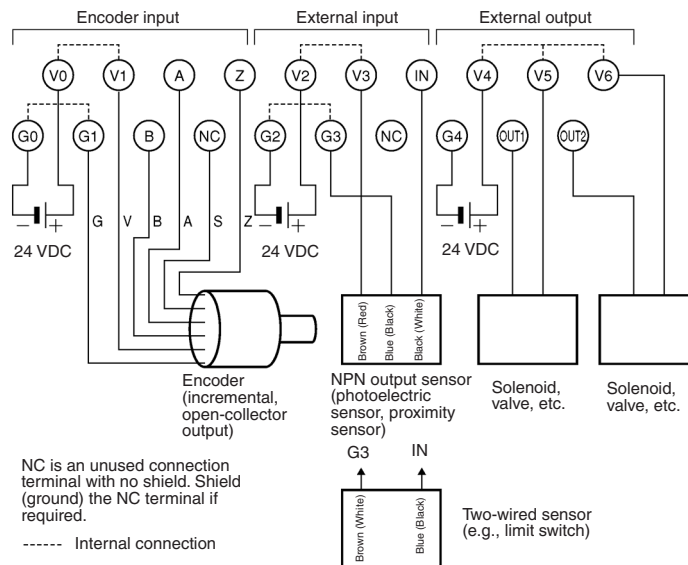 Encoder input
External input
External output
V0 V1 A Z V2 V3 IN V4 V5 V6
G0 G1 B NC G2 G3 NC G4 OUT1 OUT2
G V B A S Z
− + − + − +
24 VDC 24 VDC 24 VDC
Brown (Red)
Blue (Black)
Black (White)
Encoder
(incremental,
open-collector
output)
NPN output sensor
(photoelectric
sensor, proximity
sensor)
Solenoid,
valve, etc.
Solenoid,
valve, etc.
G3 IN
Brown (White)
Blue (Black)
Two-wired sensor
(e.g., limit switch)
NC is an unused connection
terminal with no shield. Shield
(ground) the NC terminal if
required.
Internal connection